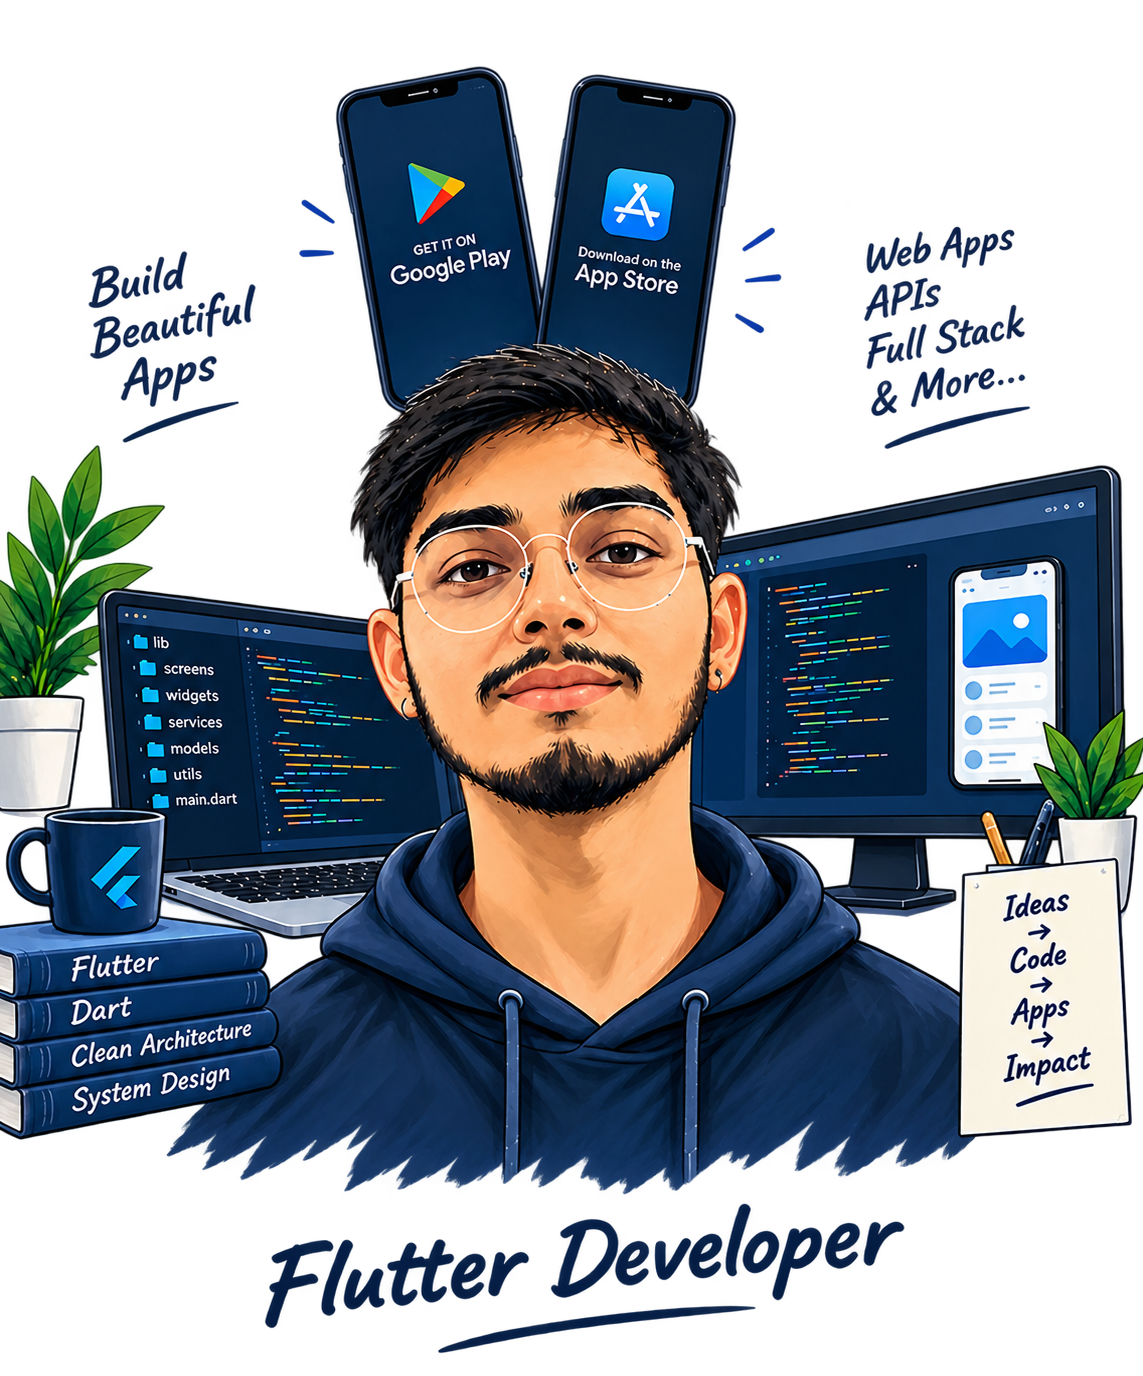 GET IT ON
Google Play
Download on the
App Store
Build
Beautiful
Apps
Web Apps
APIs
Full Stack
& More...
lib
screens
widgets
services
models
utils
main.dart
Flutter
Dart
Clean Architecture
System Design
Ideas
→
Code
→
Apps
→
Impact
Flutter Developer